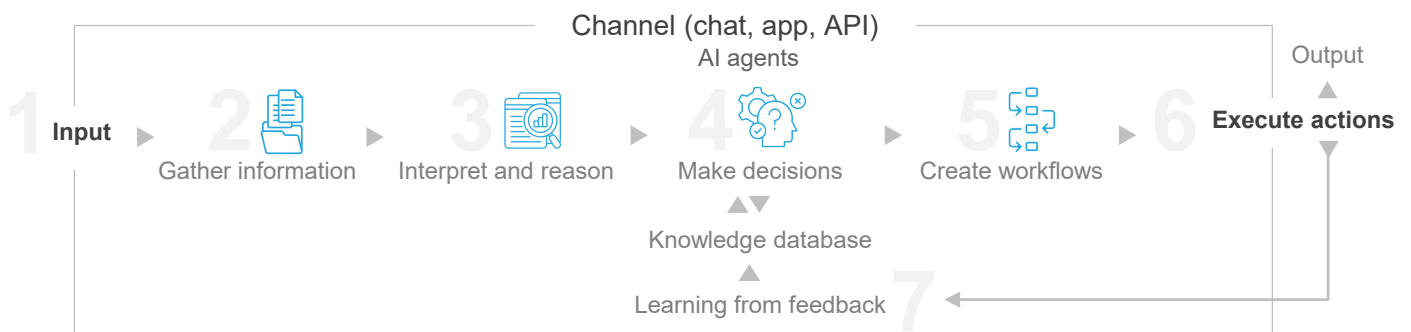 Channel (chat, app, API)
AI agents
Output
1
Input
2
Gather information
3
Interpret and reason
4
?
Make decisions
5
Create workflows
6
Execute actions
Knowledge database
Learning from feedback
7